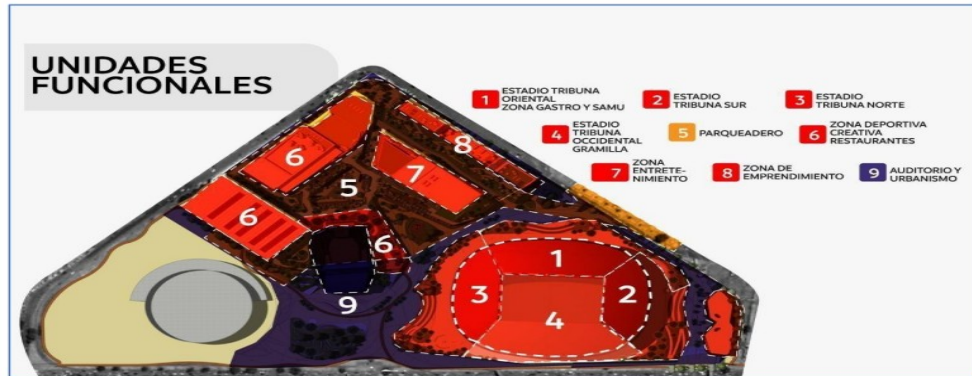 UNIDADES
FUNCIONALES
1 ESTADIO TRIBUNA
ORIENTAL
ZONA GASTRO Y SAMU
2 ESTADIO
TRIBUNA SUR
3 ESTADIO
TRIBUNA NORTE
4 ESTADIO
TRIBUNA
OCCIDENTAL
GRAMILLA
5 PARQUEADERO
6 ZONA DEPORTIVA
CREATIVA
RESTAURANTES
7 ZONA
ENTRETE-
NIMIENTO
8 ZONA DE
EMPRENDIMIENTO
9 AUDITORIO Y
URBANISMO
8
6
7
5
6
6
9
1
3
2
4